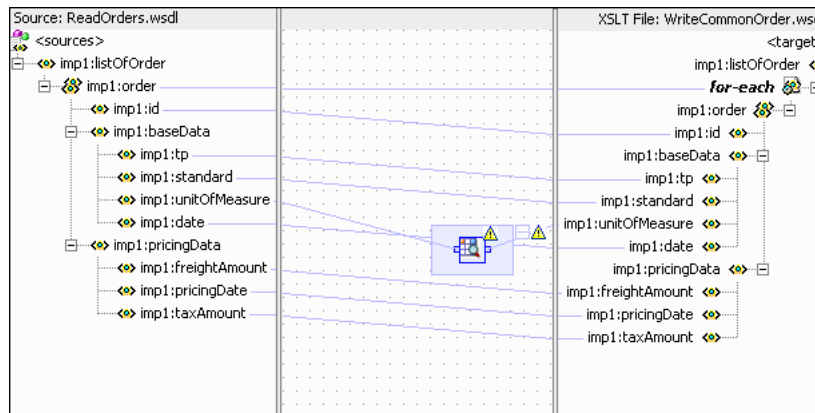 Source: ReadOrders.wsdl
<sources>
imp1:listOfOrder
imp1:order
imp1:id
imp1:baseData
imp1:tp
imp1:standard
imp1:unitOfMeasure
imp1:date
imp1:pricingData
imp1:freightAmount
imp1:pricingDate
imp1:taxAmount
XSLT File: WriteCommonOrder.wsd
<target
imp1:listOfOrder
for-each
imp1:order
imp1:id
imp1:baseData
imp1:tp
imp1:standard
imp1:unitOfMeasure
imp1:date
imp1:pricingData
imp1:freightAmount
imp1:pricingDate
imp1:taxAmount